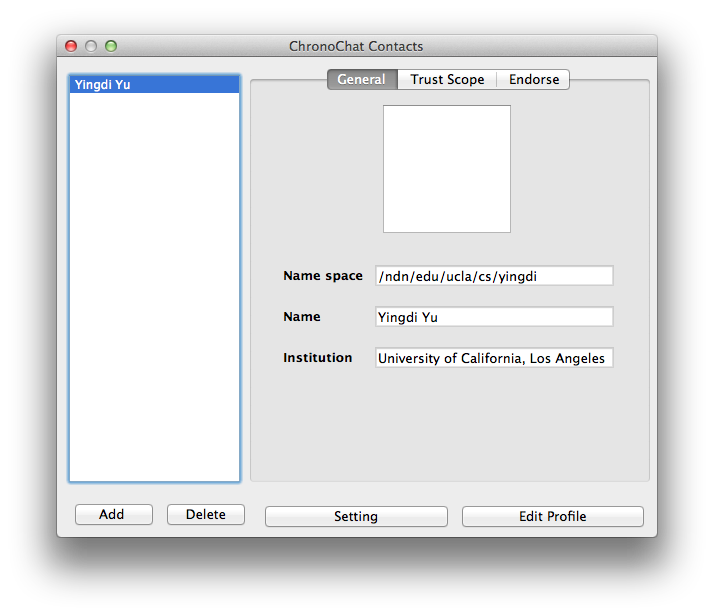 ChronoChat Contacts
Yingdi Yu
General Trust Scope Endorse
Name space /ndn/edu/ucla/cs/yingdi
Name Yingdi Yu
Institution University of California, Los Angeles
Add Delete Setting Edit Profile